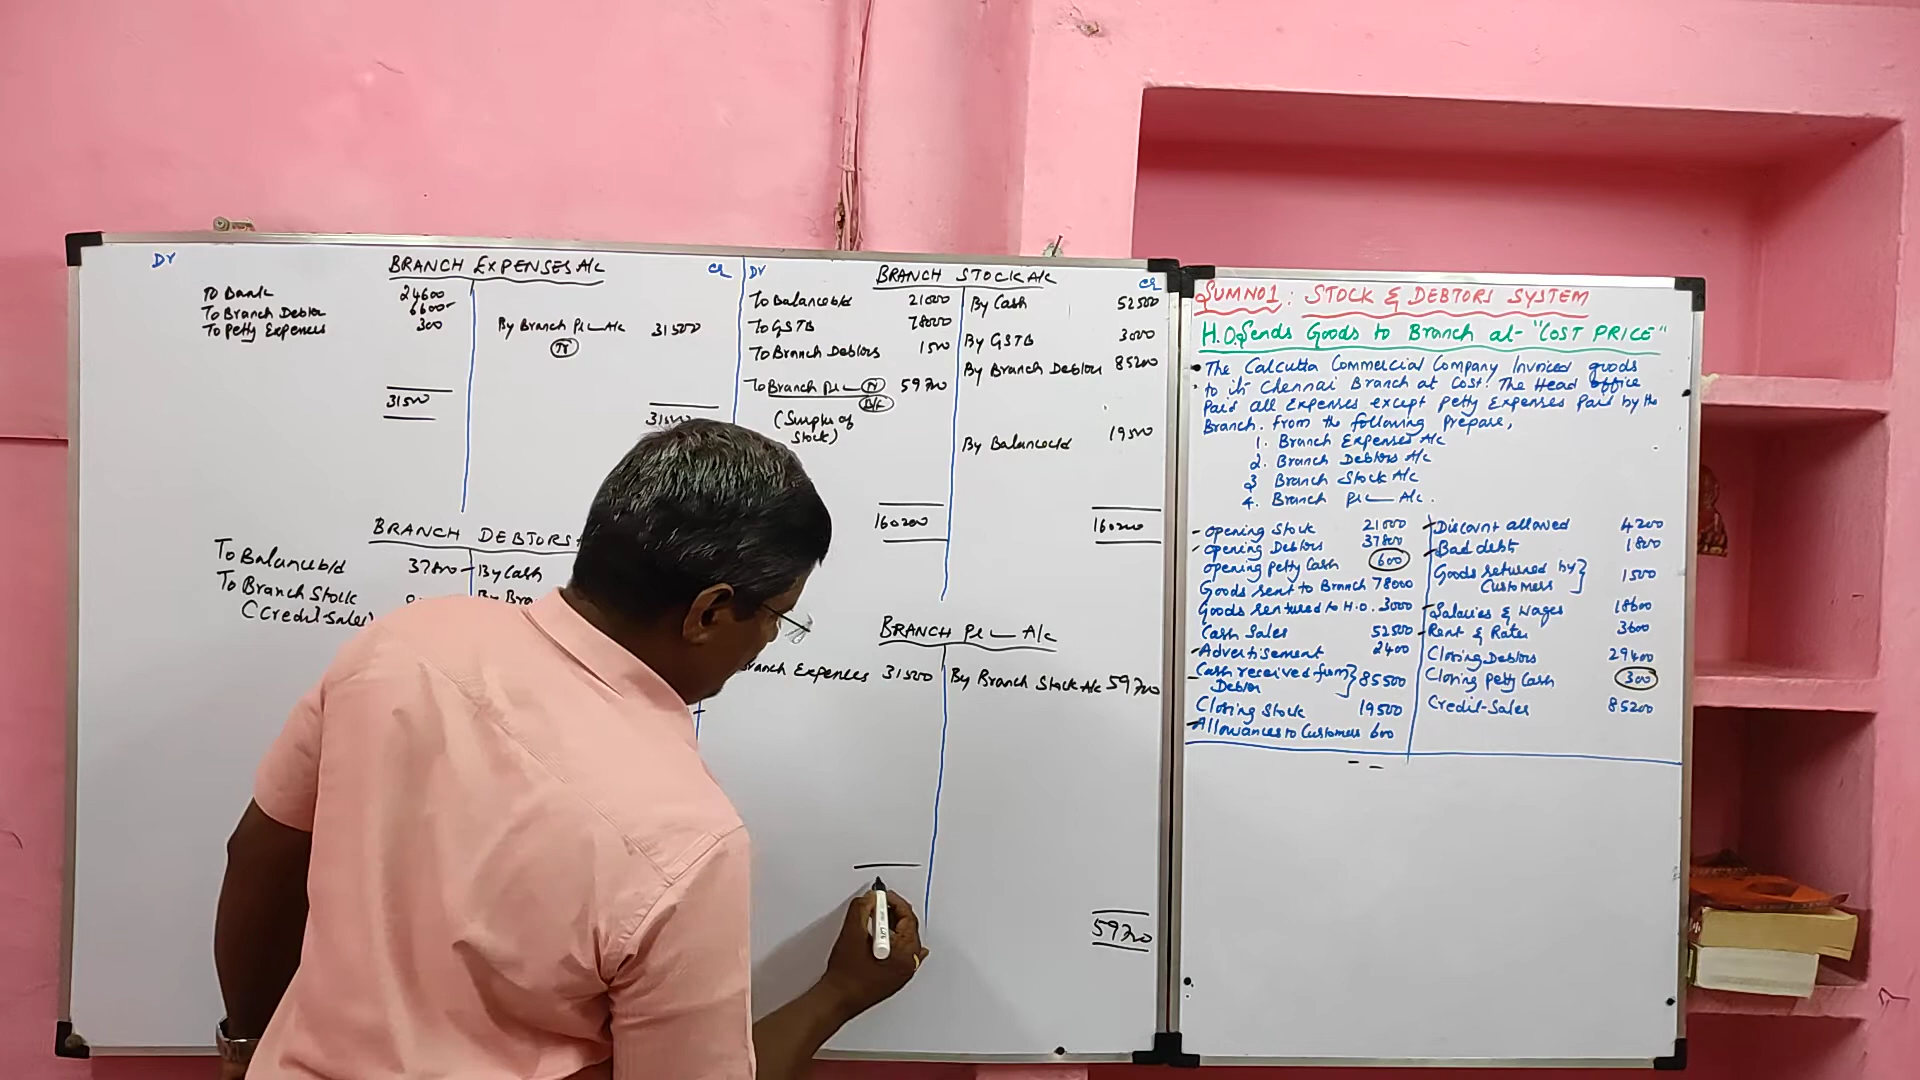 DR
BRANCH EXPENSES A/c
CR
To Bank 24600
To Branch Debtor 6600
To Petty Expences 300
By Branch P&L A/c 31500
Tr
31500
31500
BRANCH DEBTORS
To Balance b/d 37800
By Cash
To Branch Stock
(Credit Sales)
By Bra
DR
BRANCH STOCK A/c
CR
To Balance b/d 21000
By Cash 52500
To GSTB 78000
By GSTB 3000
To Branch Debtors 1500
By Branch Debtors 85200
To Branch P&L Tr 59700
B/f
(Surplus of
Stock)
By Balance c/d 19500
160200
160200
BRANCH P&L A/c
Branch Expenses 31500
By Branch Stock A/c 59700
59700
SUM NO 1: STOCK & DEBTORS SYSTEM
H.O. Sends Goods to Branch at "COST PRICE"
The Calcutta Commercial Company Invoiced goods
to its Chennai Branch at Cost. The Head office
Paid all Expenses except Petty Expenses Paid by the
Branch. From the following Prepare,
1. Branch Expenses A/c
2. Branch Debtors A/c
3 Branch Stock A/c
4. Branch P&L A/c.
Opening Stock 21000
Opening Debtors 37800
Opening Petty Cash 600
Goods sent to Branch 78000
Goods rentured to H.O. 3000
Cash Sales 52500
Advertisement 2400
Cash received from
Debtor 85500
Closing Stock 19500
Allowances to Customers 600
Discount allowed 4200
Bad debts 1800
Goods returned by
Customers 1500
Salaries & Wages 18600
Rent & Rates 3600
Closing Debtors 29400
Closing Petty Cash 300
Credit Sales 85200